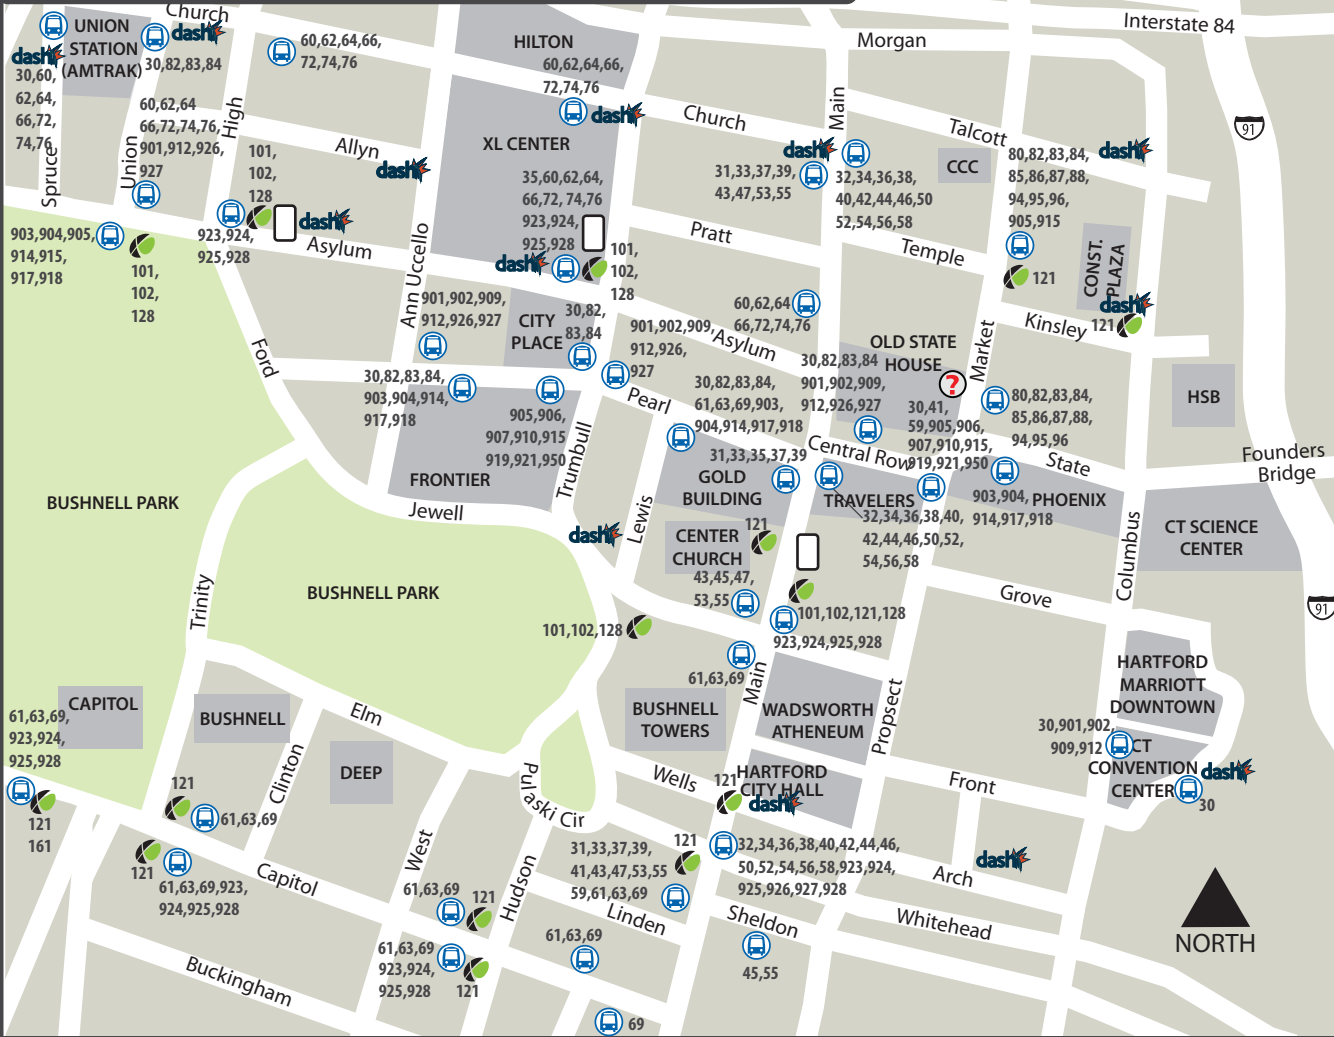 Church
Interstate 84
UNION
STATION
(AMTRAK)
dash
dash
30,60,
62,64,
66,72,
74,76
30,82,83,84
60,62,64,66,
72,74,76
HILTON
60,62,64,66,
72,74,76
dash
Morgan
91
60,62,64
66,72,74,76,
901,912,926,
927
High
Union
Spruce
Allyn
dash
XL CENTER
Church
Main
dash
Talcott
dash
CCC
101,
102,
128
35,60,62,64,
66,72,74,76
923,924,
925,928
31,33,37,39,
43,47,53,55
32,34,36,38,
40,42,44,46,50
52,54,56,58
80,82,83,84,
85,86,87,88,
94,95,96,
905,915
903,904,905,
914,915,
917,918
923,924,
925,928
dash
Asylum
Ann Uccello
dash
101,
102,
128
Pratt
Temple
CONST.
PLAZA
121
dash
121
Kinsley
101,
102,
128
901,902,909,
912,926,927
CITY
PLACE
30,82,
83,84
60,62,64
66,72,74,76
901,902,909,
912,926,
927
Asylum
Market
OLD STATE
HOUSE
?
Ford
30,82,83,84,
903,904,914,
917,918
905,906,
907,910,915
919,921,950
Pearl
30,82,83,84,
61,63,69,903,
904,914,917,918
30,82,83,84
901,902,909,
912,926,927
30,41,
59,905,906,
907,910,915,
919,921,950
80,82,83,84,
85,86,87,88,
94,95,96
HSB
Trumbull
FRONTIER
Central Row
State
Founders
Bridge
31,33,35,37,39
GOLD
BUILDING
TRAVELERS
903,904,
914,917,918
PHOENIX
BUSHNELL PARK
Jewell
dash
Lewis
CENTER
CHURCH
121
32,34,36,38,40,
42,44,46,50,52,
54,56,58
Columbus
CT SCIENCE
CENTER
BUSHNELL PARK
Trinity
43,45,47,
53,55
101,102,121,128
Grove
91
101,102,128
923,924,925,928
61,63,69
Main
HARTFORD
MARRIOTT
DOWNTOWN
CAPITOL
61,63,69,
923,924,
925,928
BUSHNELL
Elm
BUSHNELL
TOWERS
WADSWORTH
ATHENEUM
Propsect
30,901,902,
909,912
CT
CONVENTION
CENTER
dash
30
DEEP
Clinton
Pulaski Cir
Wells
121
HARTFORD
CITY HALL
dash
Front
121
161
121
61,63,69
121
61,63,69,923,
924,925,928
Capitol
West
Hudson
31,33,37,39,
41,43,47,53,55
59,61,63,69
121
32,34,36,38,40,42,44,46,
50,52,54,56,58,923,924,
925,926,927,928
Arch
dash
61,63,69
121
Linden
Sheldon
Whitehead
NORTH
61,63,69
923,924,
925,928
121
61,63,69
45,55
Buckingham
69